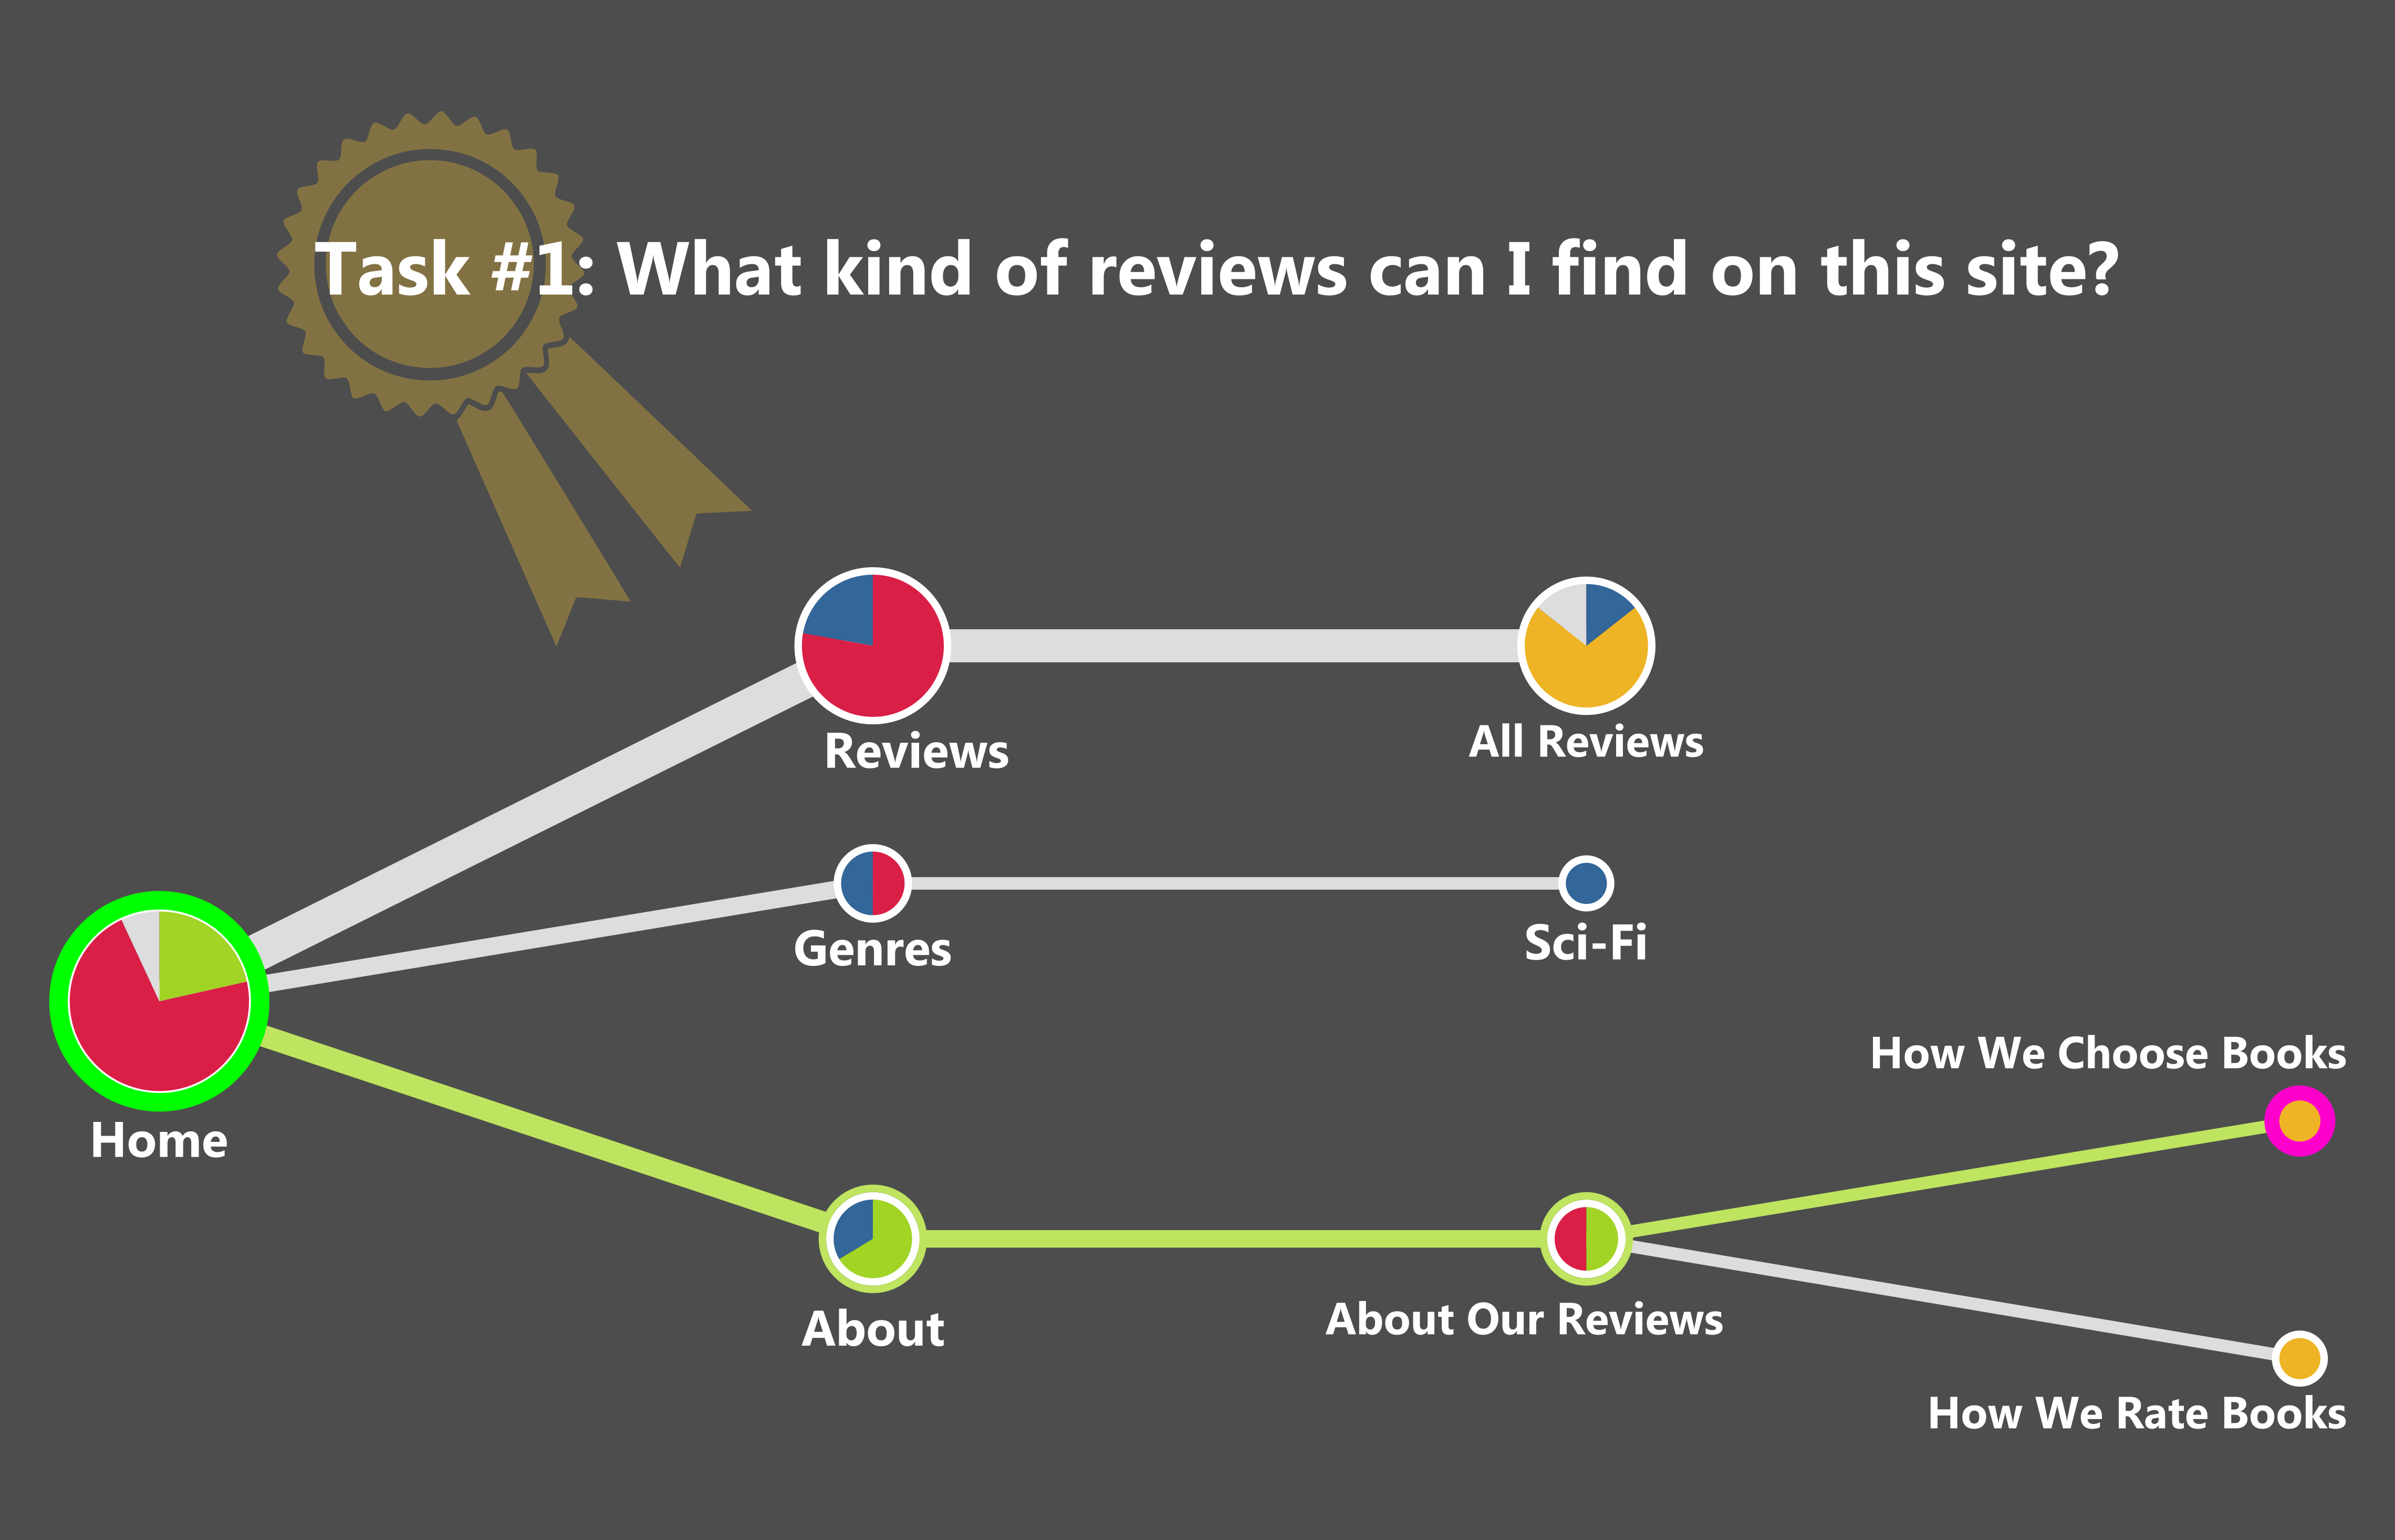 Task #1: What kind of reviews can I find on this site?
Reviews
All Reviews
Genres
Sci-Fi
Home
How We Choose Books
About
About Our Reviews
How We Rate Books